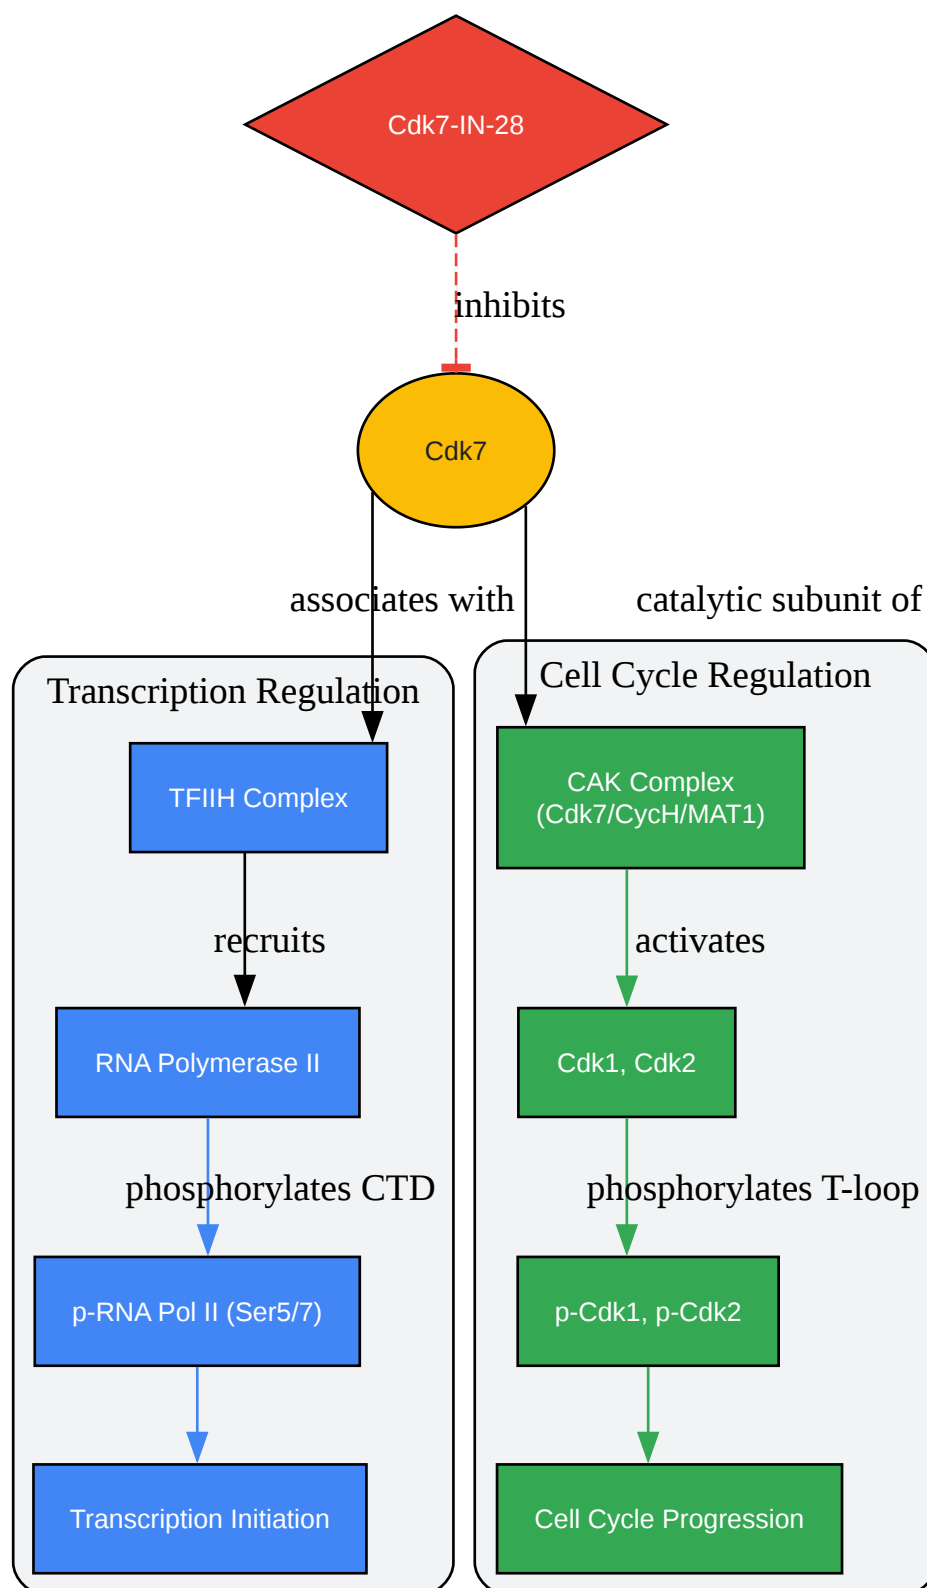 Cdk7-IN-28
inhibits
Cdk7
associates with
catalytic subunit of
Transcription Regulation
Cell Cycle Regulation
TFIIH Complex
CAK Complex
(Cdk7/CycH/MAT1)
recruits
activates
RNA Polymerase II
Cdk1, Cdk2
phosphorylates CTD
phosphorylates T-loop
p-RNA Pol II (Ser5/7)
p-Cdk1, p-Cdk2
Transcription Initiation
Cell Cycle Progression